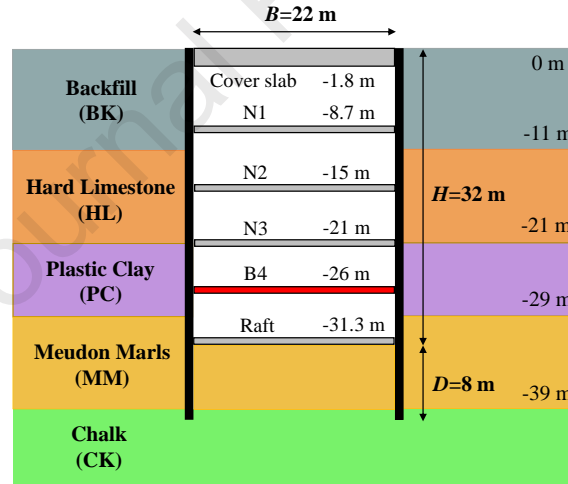 B=22 m
0 m
Cover slab -1.8 m
Backfill
(BK)
N1 -8.7 m
-11 m
N2 -15 m
Hard Limestone
(HL)
H=32 m
N3 -21 m
-21 m
Plastic Clay
(PC)
B4 -26 m
-29 m
Raft -31.3 m
Meudon Marls
(MM)
D=8 m
-39 m
Chalk
(CK)